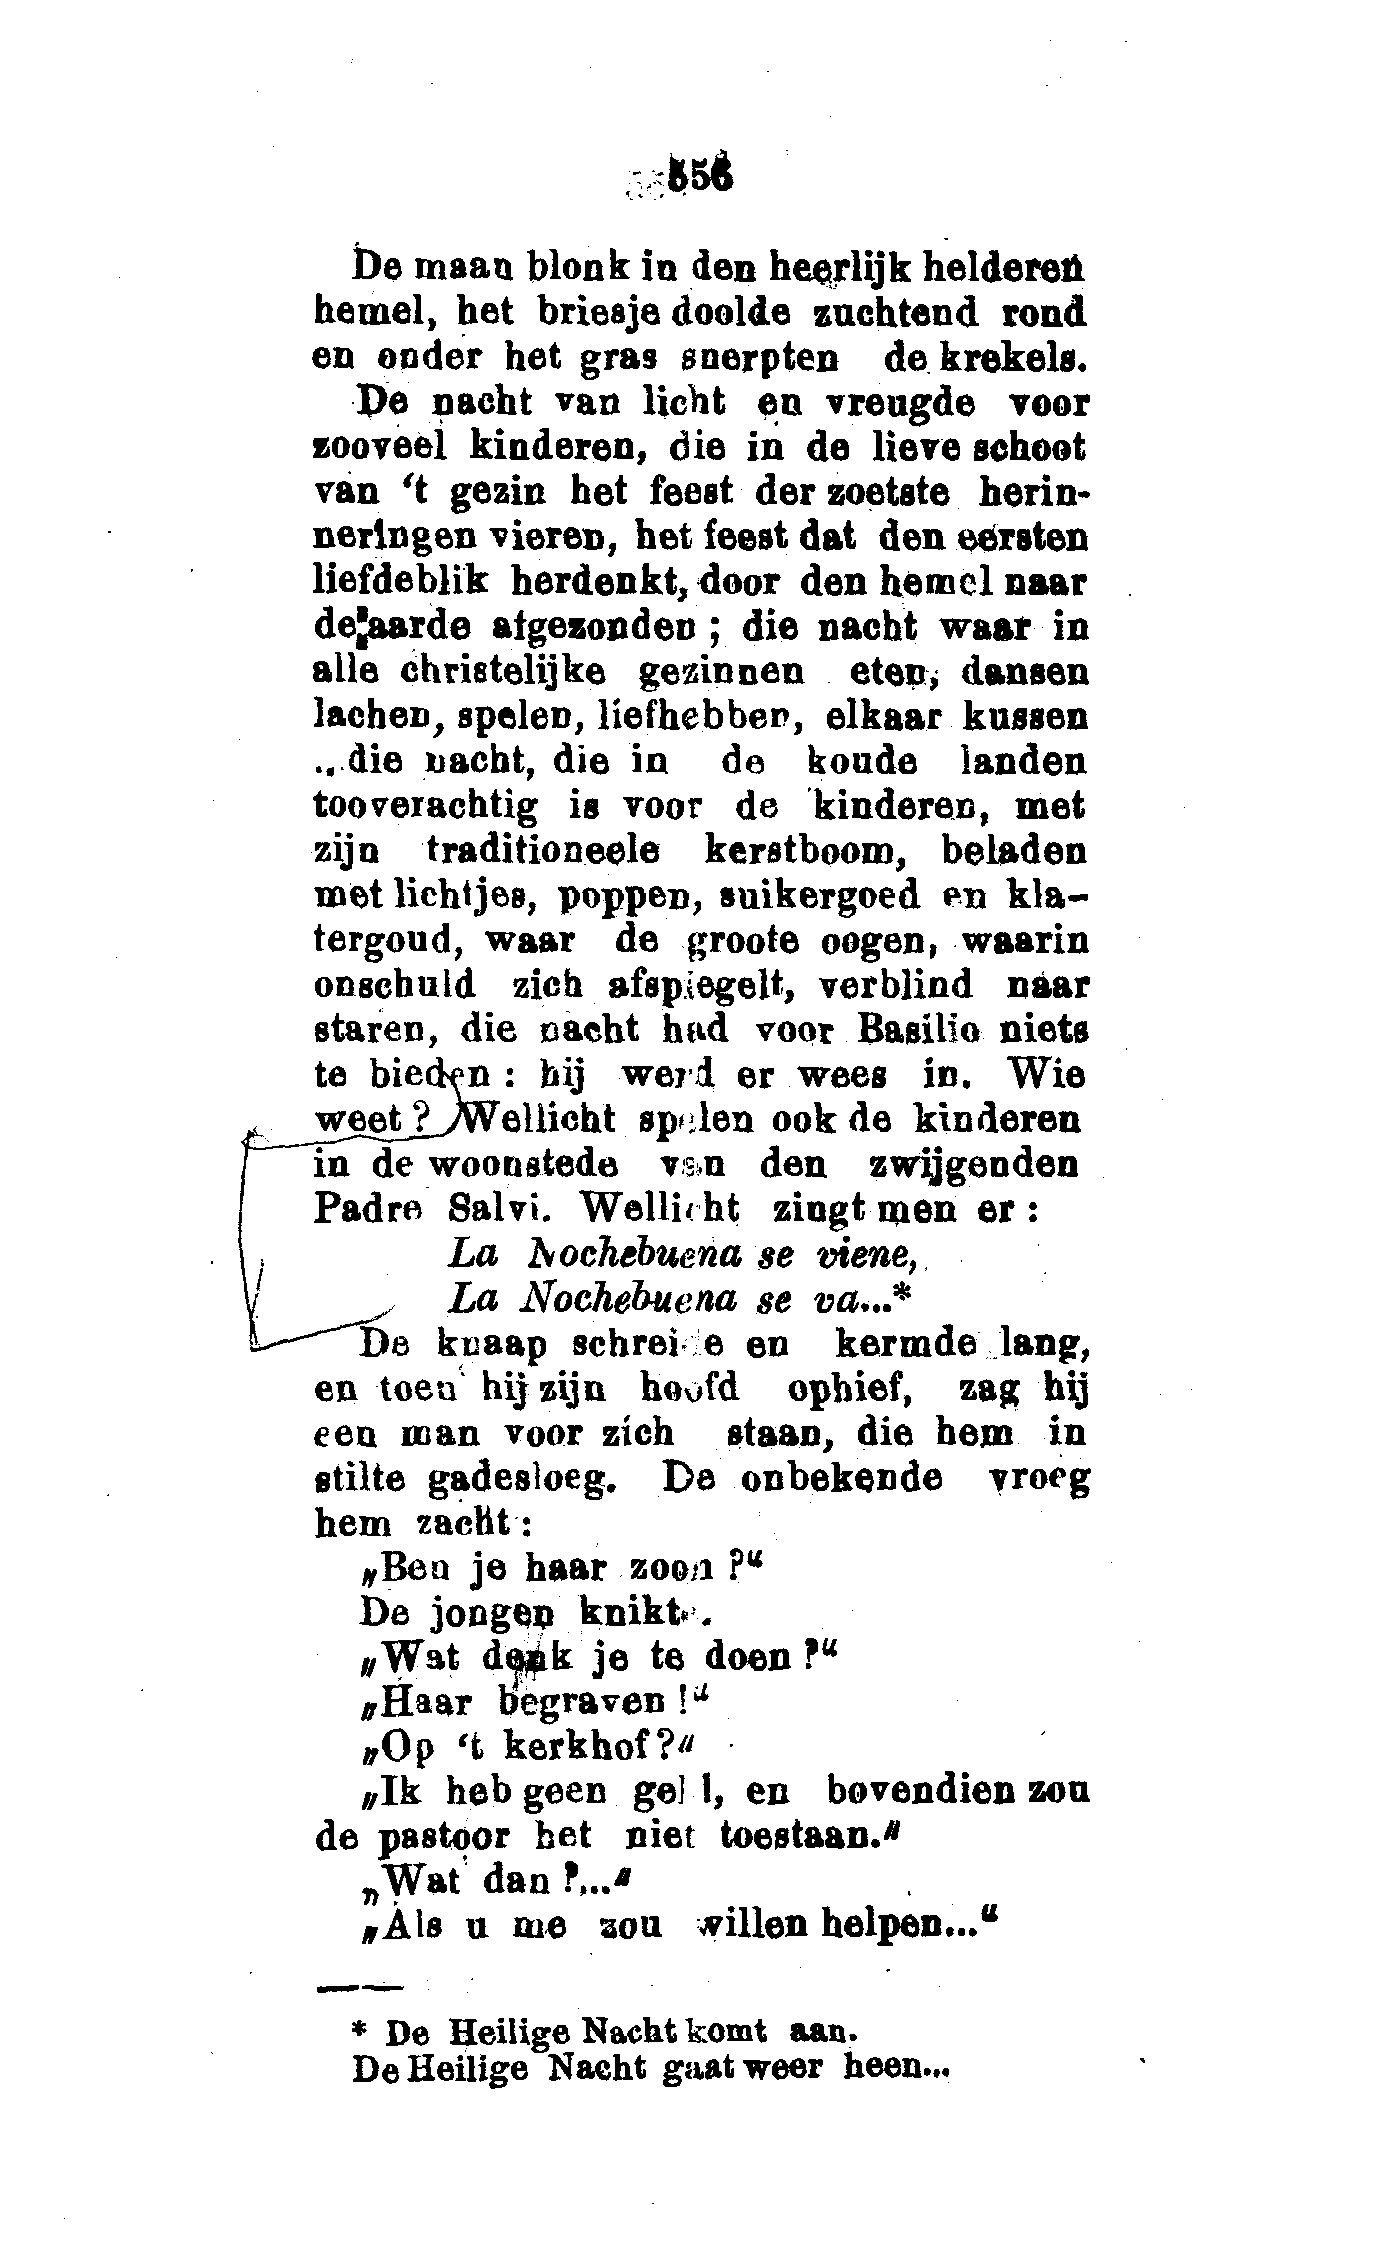 556
De maan blonk in den heerlijk helderen
hemel, het briesje doolde zuchtend rond
en onder het gras snerpten de krekels.
De nacht van licht en vreugde voor
zooveel kinderen, die in de lieve schoot
van ‘t gezin het feest der zoetste herin-
neringen vieren, het feest dat den eersten
liefdeblik herdenkt, door den hemel naar
de aarde afgezonden ; die nacht waar in
alle christelijke gezinnen eten, dansen
lachen, spelen, liefhebben, elkaar kussen
...die nacht, die in de koude landen
tooverachtig is voor de kinderen, met
zijn traditioneele kerstboom, beladen
met lichtjes, poppen, suikergoed en kla-
tergoud, waar de groote oogen, waarin
onschuld zich afspiegelt, verblind naar
staren, die nacht had voor Basilio niets
te bieden : hij werd er wees in. Wie
weet ? Wellicht spelen ook de kinderen
in de woonstede van den zwijgenden
Padre Salvi. Wellicht zingt men er :
La Nochebuena se viene,
La Nochebuena se va...*
De knaap schreide en kermde lang,
en toen hij zijn hoofd ophief, zag hij
een man voor zich staan, die hem in
stilte gadesloeg. De onbekende vroeg
hem zacht :
„Ben je haar zoon ?“
De jongen knikte.
„Wat denk je te doen ?“
„Haar begraven !“
„Op ‘t kerkhof?“
„Ik heb geen geld, en bovendien zou
de pastoor het niet toestaan.“
„Wat dan ?...“
„Als u me zou willen helpen...“
* De Heilige Nacht komt aan.
De Heilige Nacht gaat weer heen...